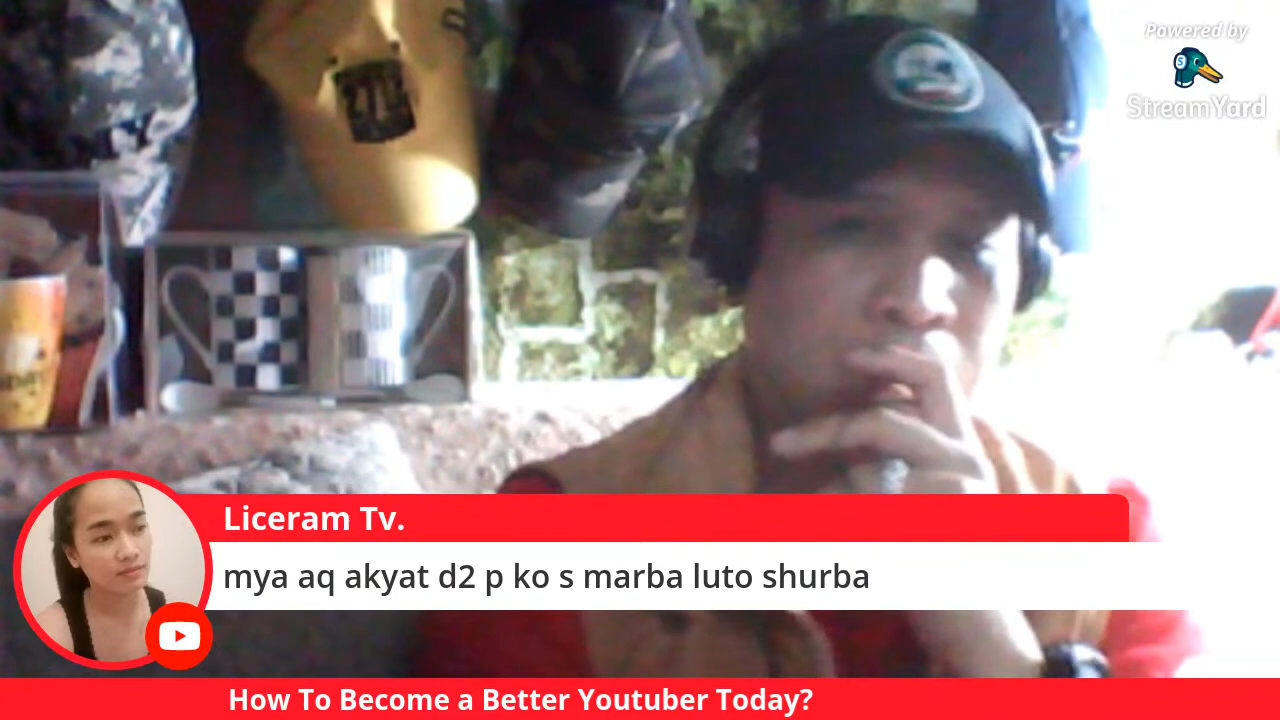 Powered by
StreamYard
Liceram Tv.
mya aq akyat d2 p ko s marba luto shurba
How To Become a Better Youtuber Today?